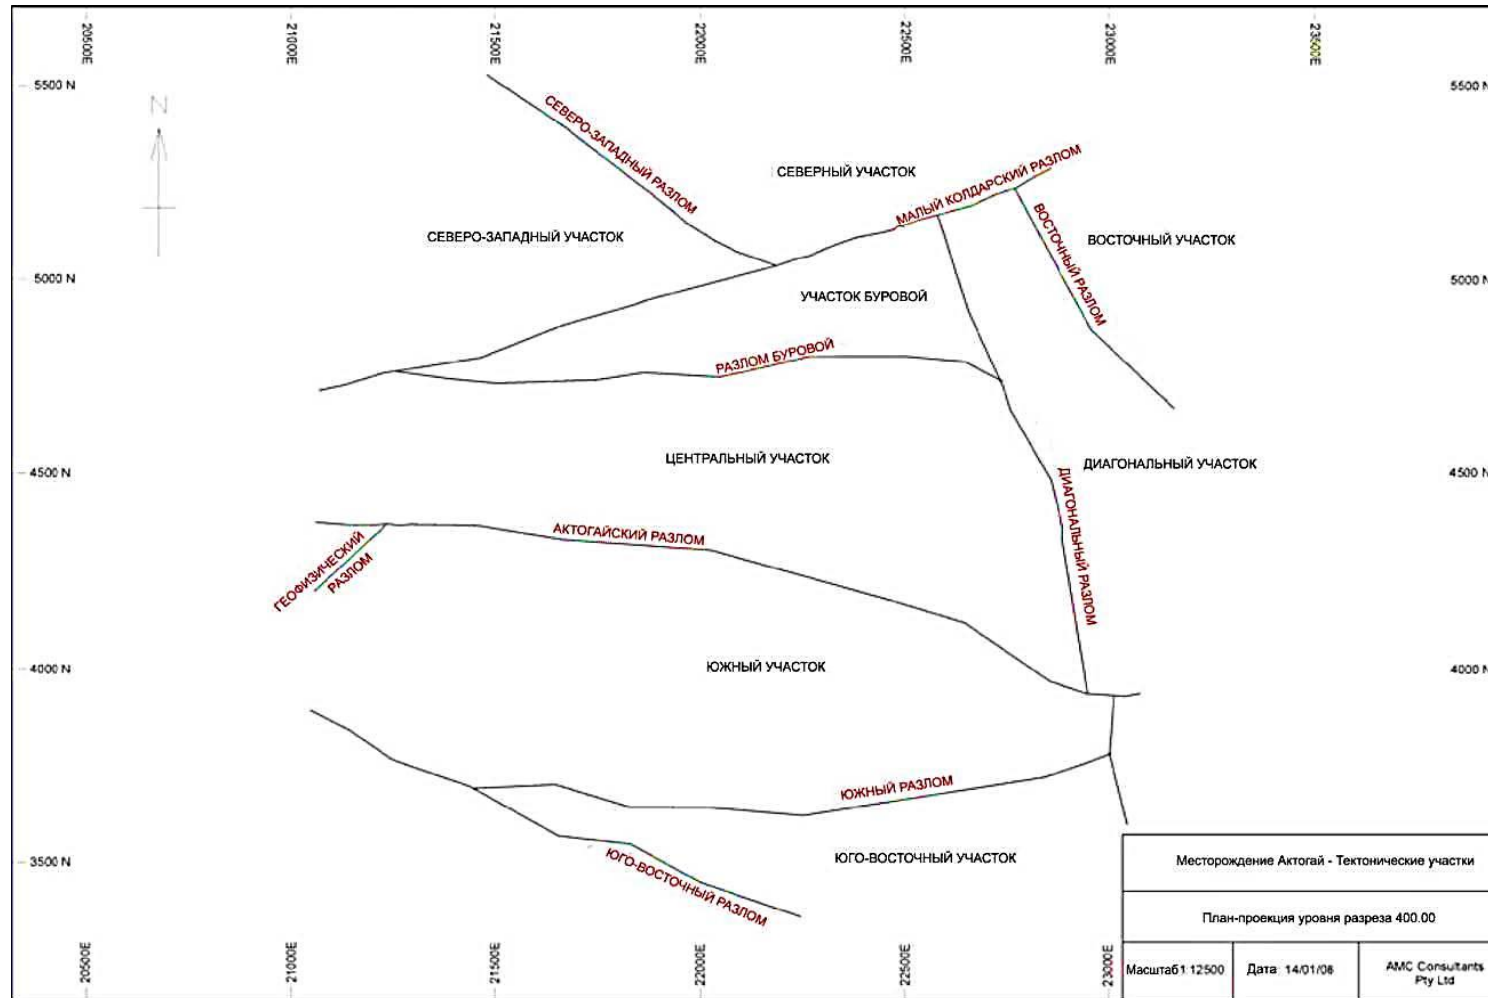 20500E
21000E
21500E
22000E
22500E
23000E
23500E
5500 N
5500 N
N
СЕВЕРО-ЗАПАДНЫЙ РАЗЛОМ
СЕВЕРНЫЙ УЧАСТОК
МАЛЫЙ КОЛДАРСКИЙ РАЗЛОМ
СЕВЕРО-ЗАПАДНЫЙ УЧАСТОК
ВОСТОЧНЫЙ РАЗЛОМ
ВОСТОЧНЫЙ УЧАСТОК
5000 N
5000 N
УЧАСТОК БУРОВОЙ
РАЗЛОМ БУРОВОЙ
ЦЕНТРАЛЬНЫЙ УЧАСТОК
ДИАГОНАЛЬНЫЙ УЧАСТОК
4500 N
4500 N
ДИАГОНАЛЬНЫЙ РАЗЛОМ
АКТОГАЙСКИЙ РАЗЛОМ
ГЕОФИЗИЧЕСКИЙ
РАЗЛОМ
4000 N
4000 N
ЮЖНЫЙ УЧАСТОК
ЮЖНЫЙ РАЗЛОМ
3500 N
ЮГО-ВОСТОЧНЫЙ РАЗЛОМ
ЮГО-ВОСТОЧНЫЙ УЧАСТОК
Месторождение Актогай - Тектонические участки
План-проекция уровня разреза 400.00
Масштаб1:12500
Дата: 14/01/08
AMC Consultants
Pty Ltd
20500E
21000E
21500E
22000E
22500E
23000E